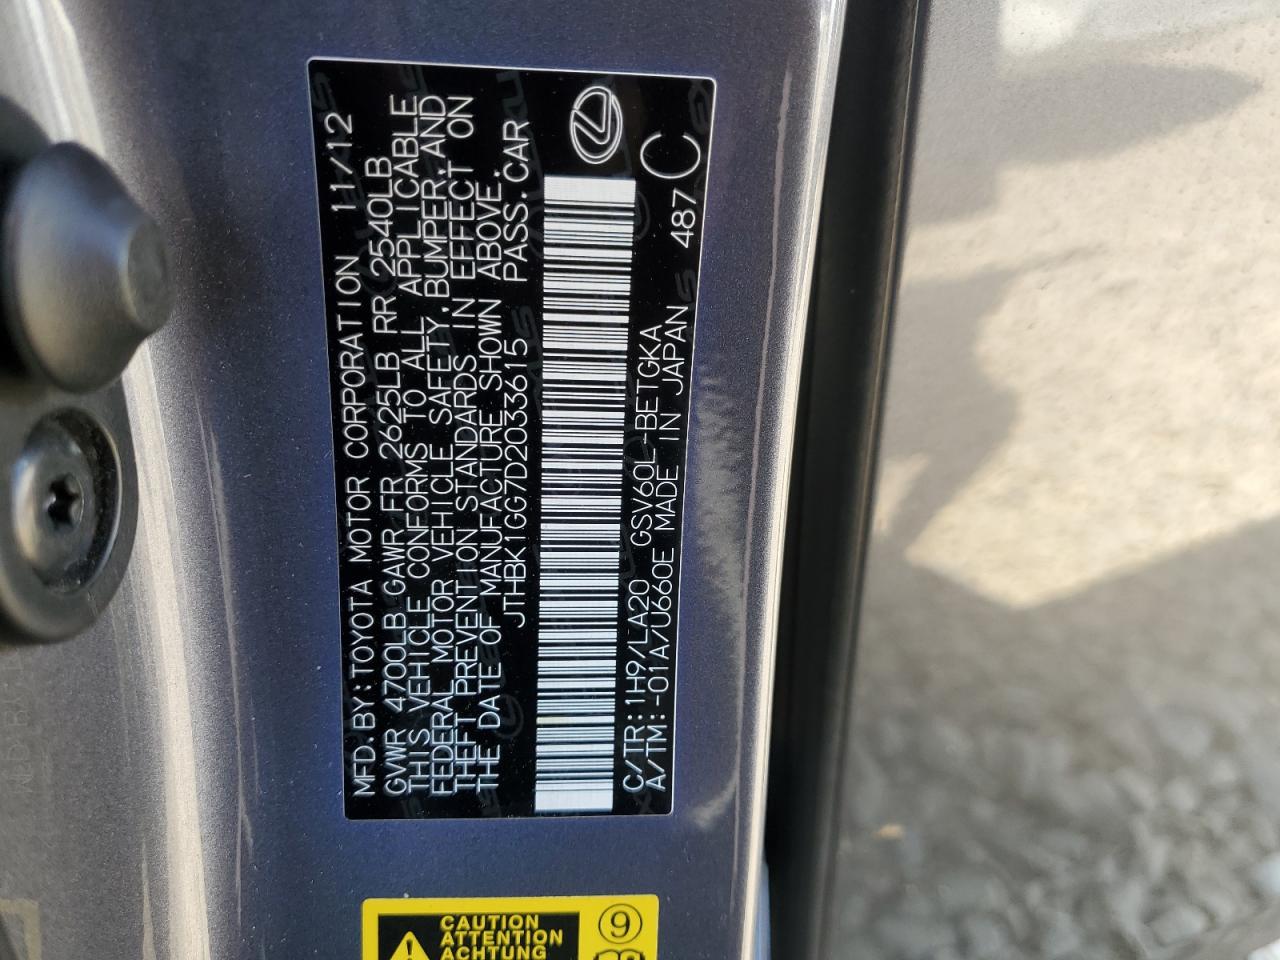 MFD.BY:TOYOTA MOTOR CORPORATION 11/12
GVWR 4700LB GAWR FR 2625LB RR 2540LB
THIS VEHICLE CONFORMS TO ALL APPLICABLE
FEDERAL MOTOR VEHICLE SAFETY,BUMPER,AND
THEFT PREVENTION STANDARDS IN EFFECT ON
THE DATE OF MANUFACTURE SHOWN ABOVE.
JTHBK1GG7D2033615 PASS.CAR
C/TR:1H9/LA20 GSV60L-BETGKA
A/TM:-01A/U660E MADE IN JAPAN 487 C
CAUTION
ATTENTION
ACHTUNG
9